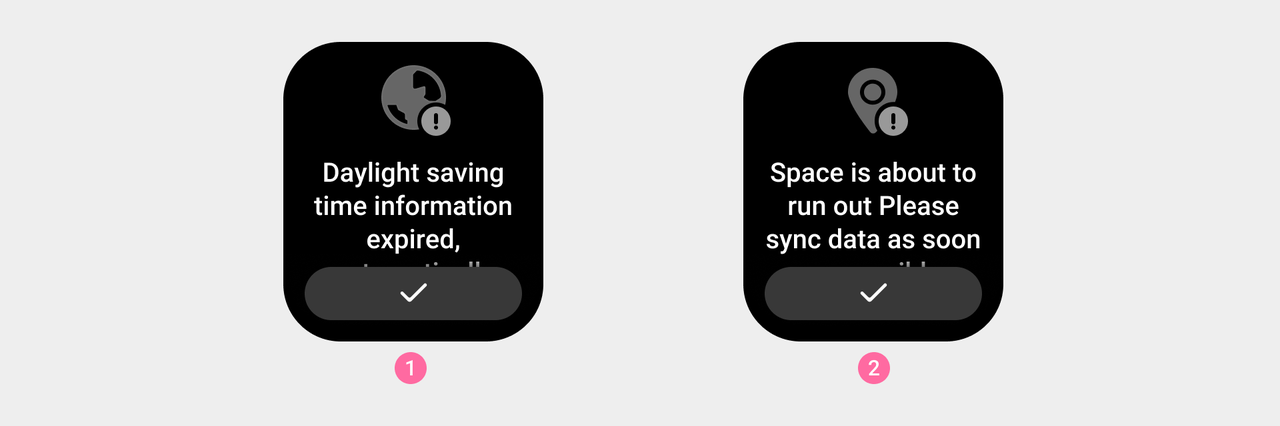 Daylight saving
time information
expired,
1
Space is about to
run out Please
sync data as soon
2